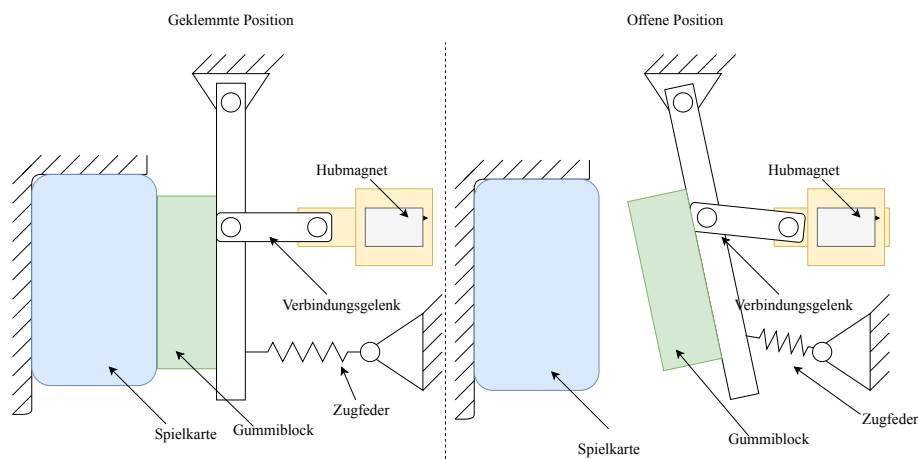 Geklemmte Position
Offene Position
Hubmagnet
Hubmagnet
Verbindungsgelenk
Verbindungsgelenk
Zugfeder
Zugfeder
Spielkarte
Gummiblock
Spielkarte
Gummiblock